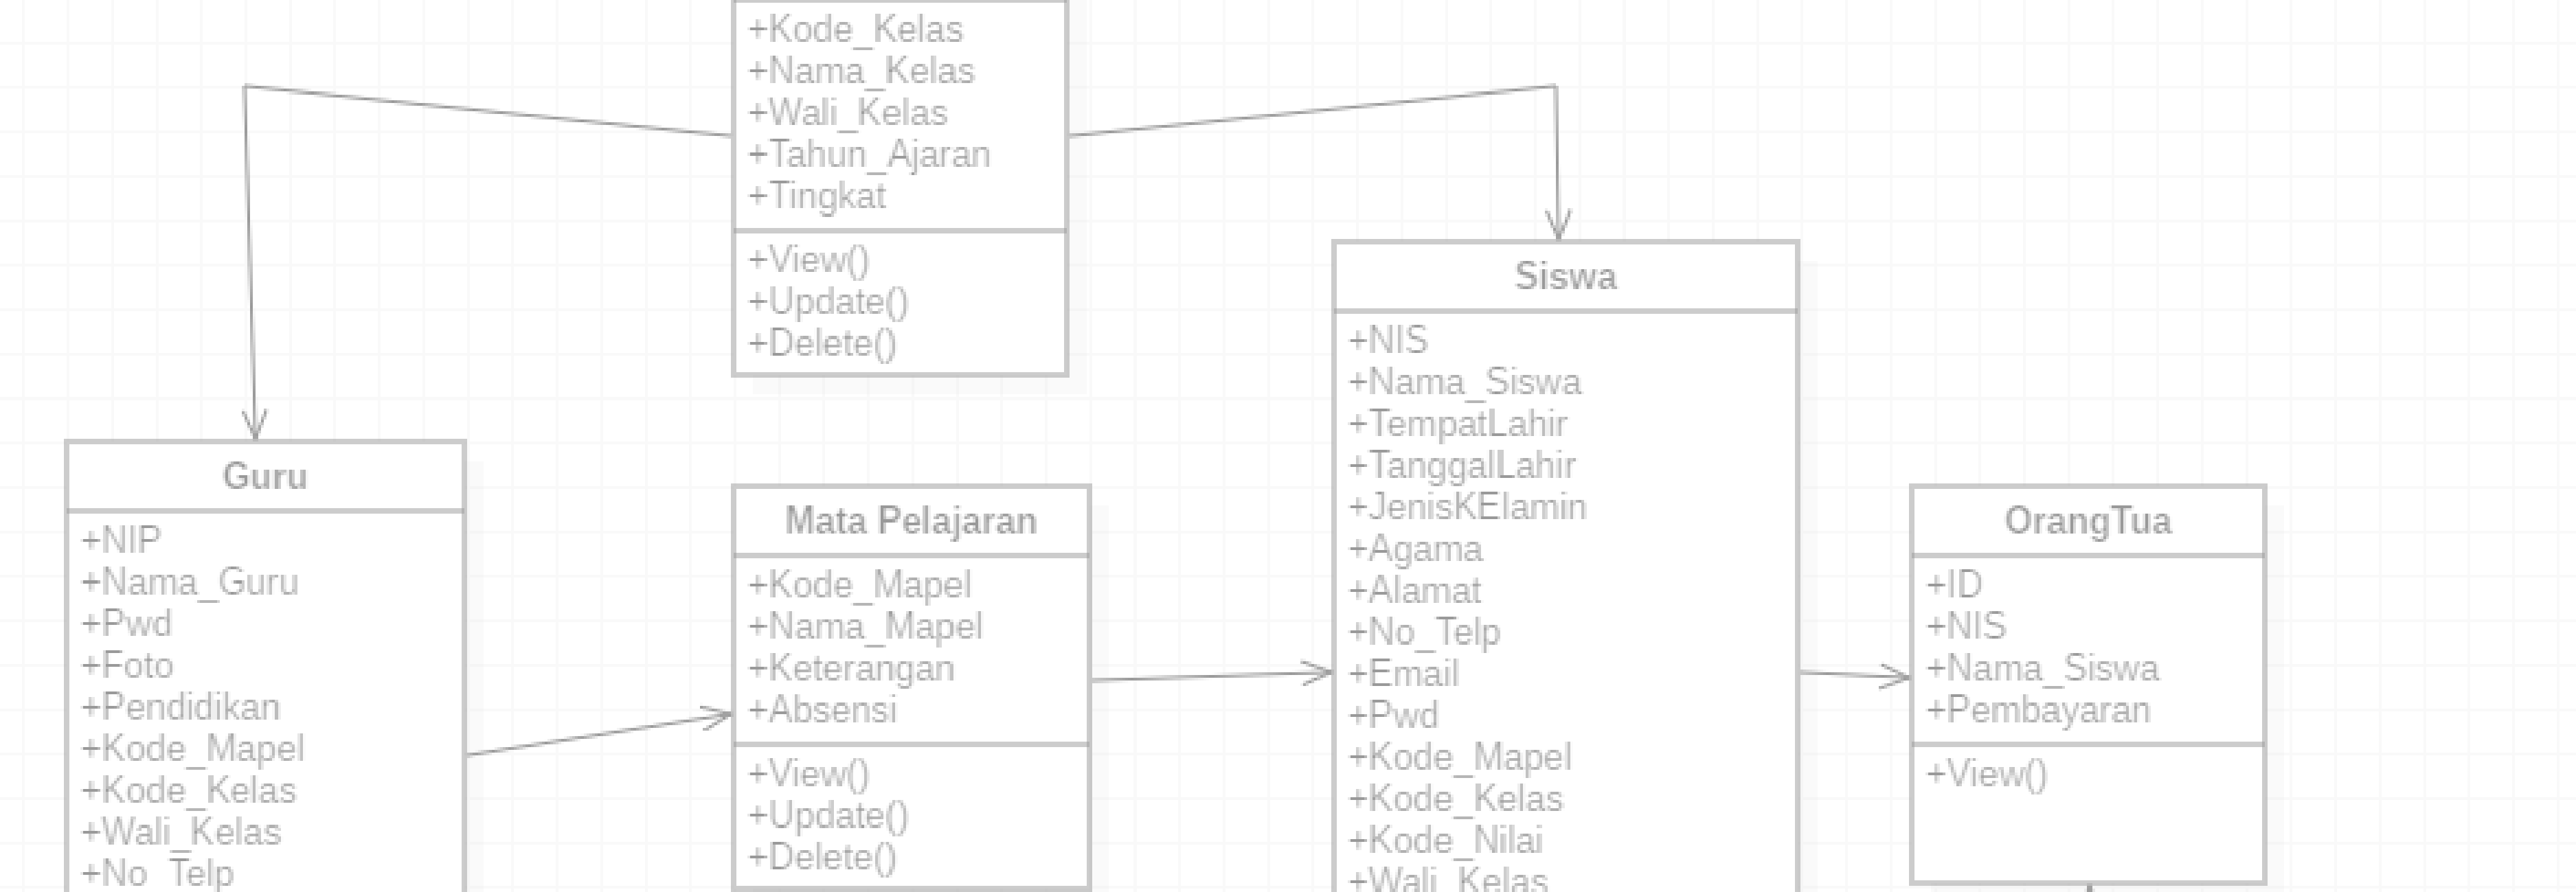 +Kode_Kelas
+Nama_Kelas
+Wali_Kelas
+Tahun_Ajaran
+Tingkat
+View()
+Update()
+Delete()
Guru
+NIP
+Nama_Guru
+Pwd
+Foto
+Pendidikan
+Kode_Mapel
+Kode_Kelas
+Wali_Kelas
+No_Telp
Mata Pelajaran
+Kode_Mapel
+Nama_Mapel
+Keterangan
+Absensi
+View()
+Update()
+Delete()
Siswa
+NIS
+Nama_Siswa
+TempatLahir
+TanggalLahir
+JenisKElamin
+Agama
+Alamat
+No_Telp
+Email
+Pwd
+Kode_Mapel
+Kode_Kelas
+Kode_Nilai
+Wali_Kelas
OrangTua
+ID
+NIS
+Nama_Siswa
+Pembayaran
+View()